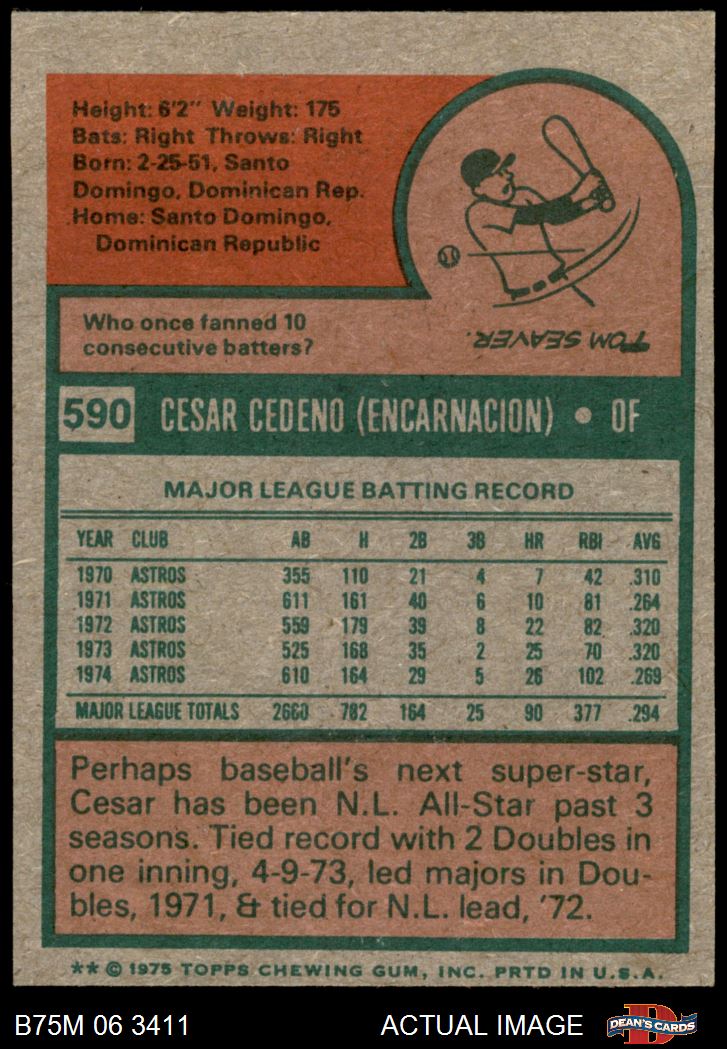 Height: 6'2" Weight: 175
Bats: Right Throws: Right
Born: 2-25-51, Santo
Domingo, Dominican Rep.
Home: Santo Domingo,
Dominican Republic
Who once fanned 10
consecutive batters?
TOM SEAVER.
590 CESAR CEDENO (ENCARNACION) • OF
MAJOR LEAGUE BATTING RECORD
YEAR CLUB AB H 2B 3B HR RBI AVG
1970 ASTROS 355 110 21 4 7 42 .310
1971 ASTROS 611 161 40 6 10 81 .264
1972 ASTROS 559 179 39 8 22 82 .320
1973 ASTROS 525 168 35 2 25 70 .320
1974 ASTROS 610 164 29 5 26 102 .269
MAJOR LEAGUE TOTALS 2660 782 164 25 90 377 .294
Perhaps baseball's next super-star,
Cesar has been N.L. All-Star past 3
seasons. Tied record with 2 Doubles in
one inning, 4-9-73, led majors in Dou-
bles, 1971, & tied for N.L. lead, '72.
** © 1975 TOPPS CHEWING GUM, INC. PRTD IN U.S.A.
B75M 06 3411 ACTUAL IMAGE OF DEAN'S CARDS